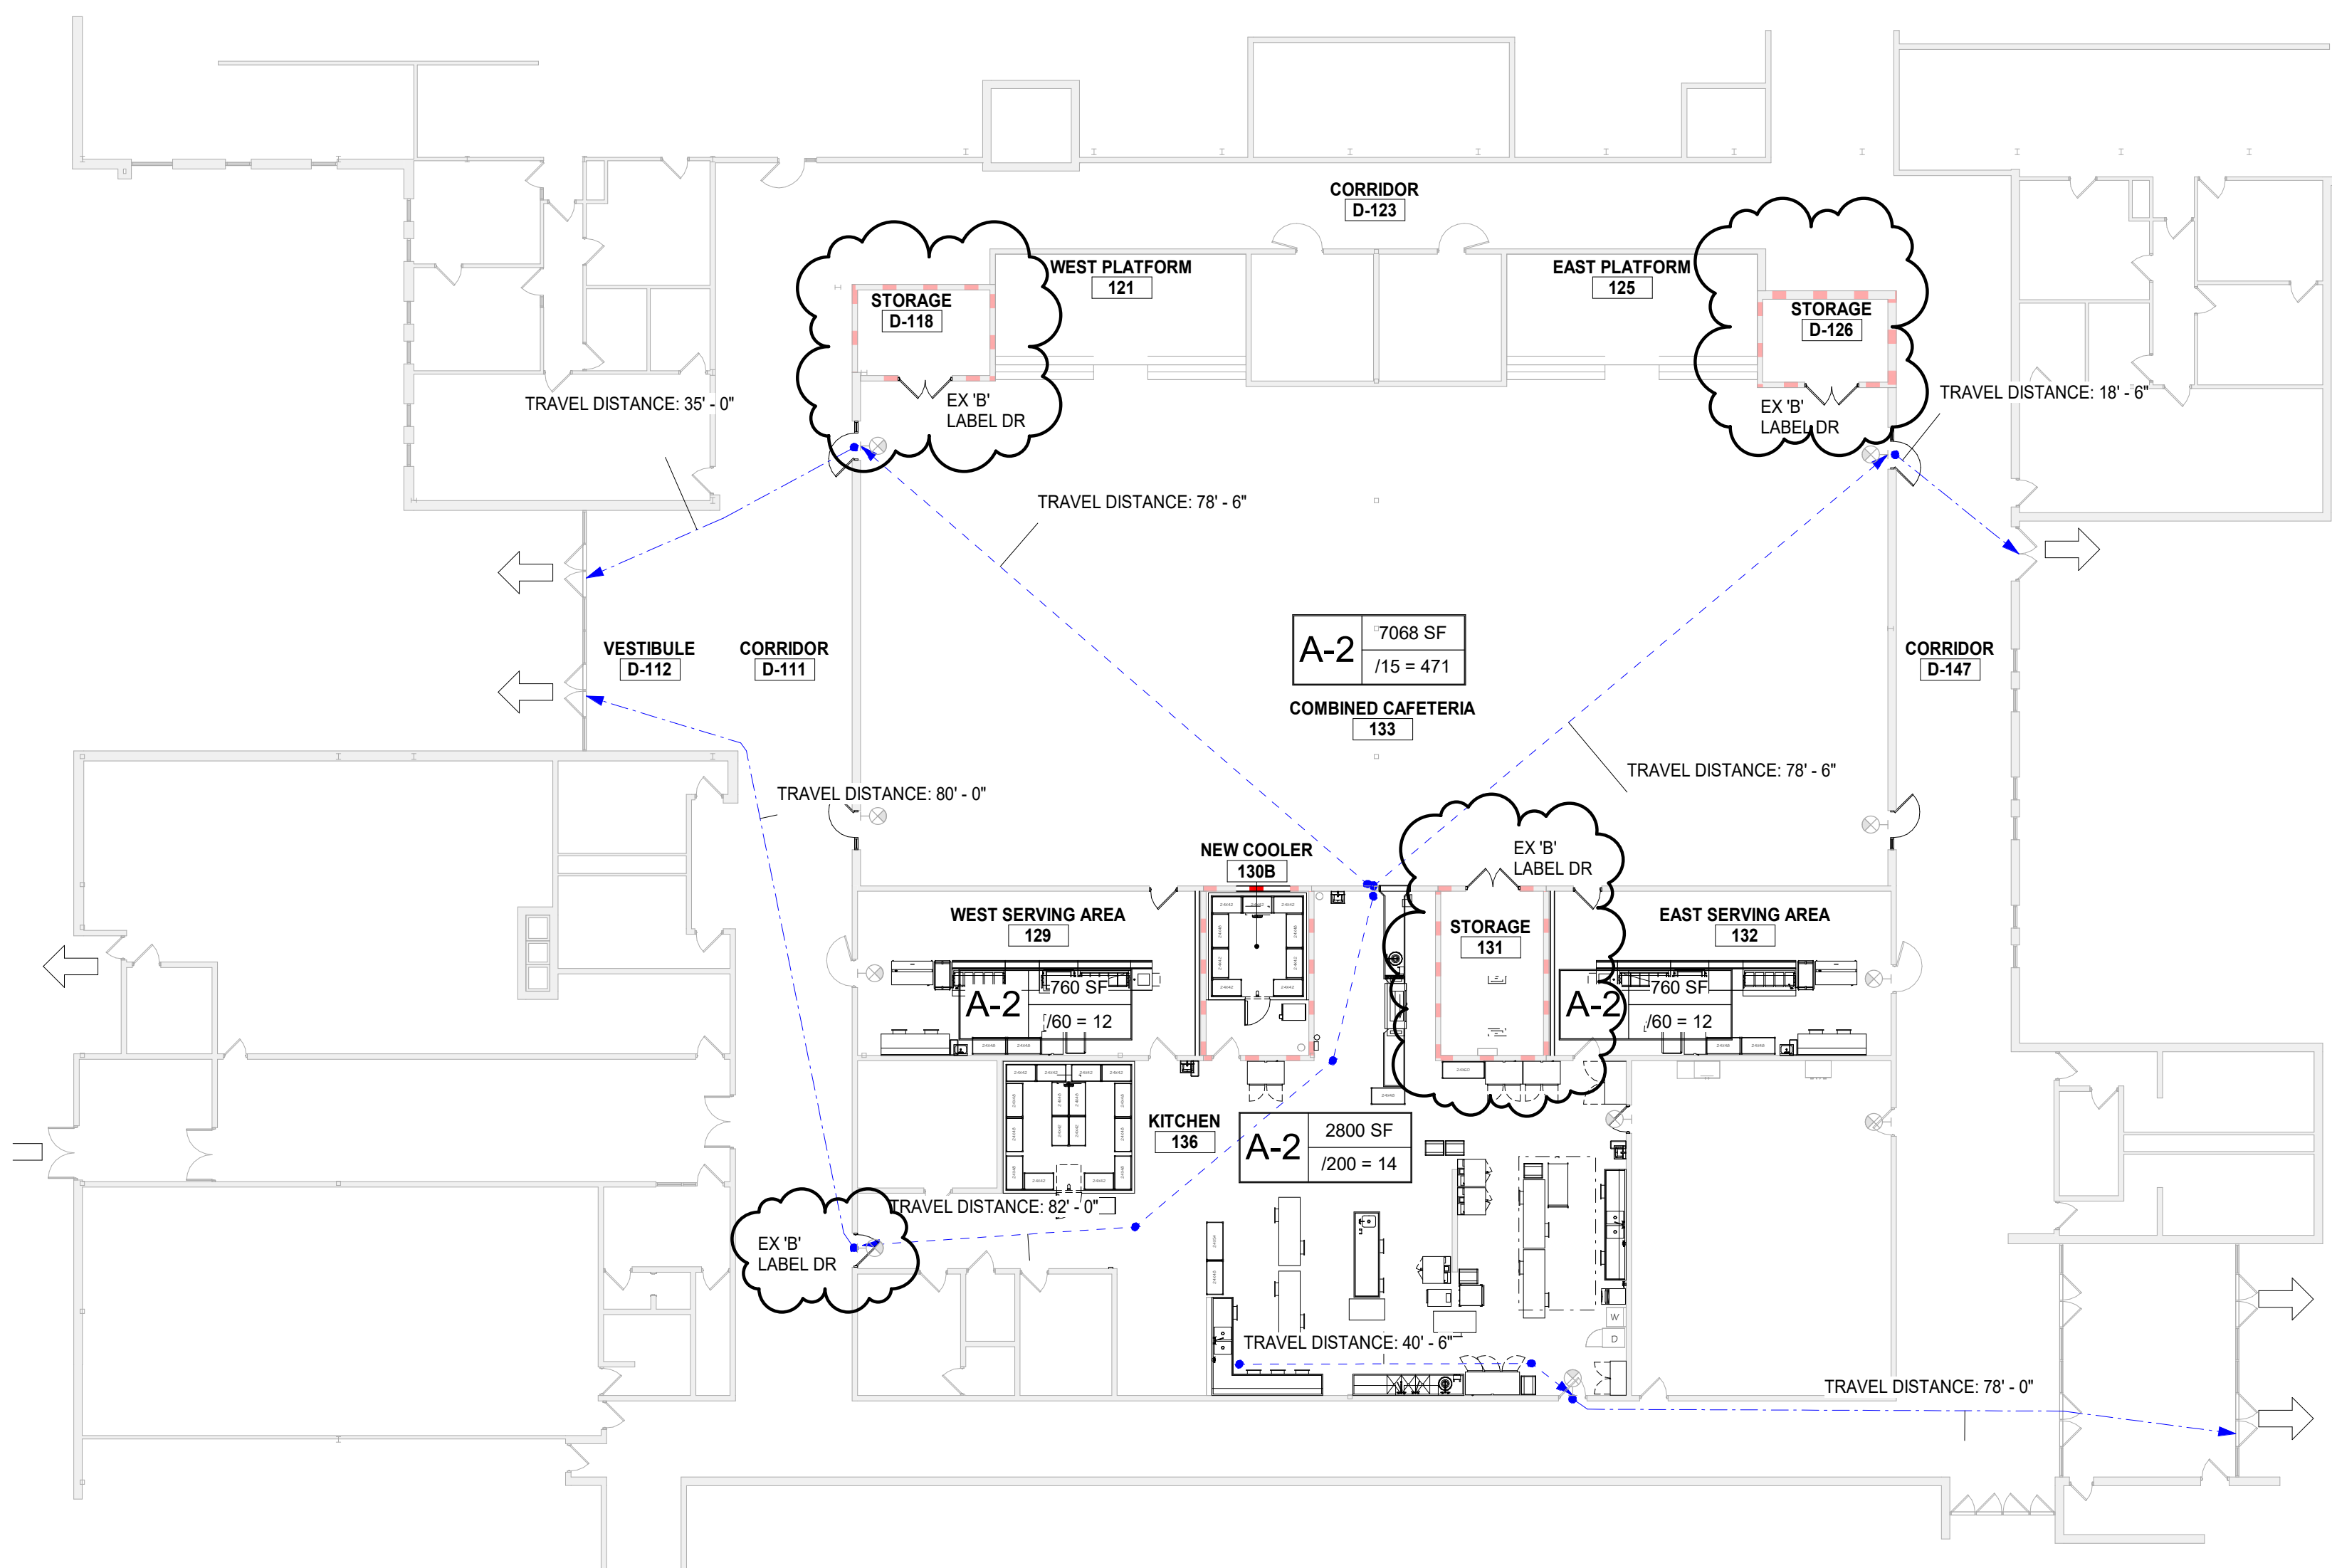 CORRIDOR
D-123
WEST PLATFORM
121
EAST PLATFORM
125
STORAGE
D-118
STORAGE
D-126
EX 'B'
LABEL DR
EX 'B'
LABEL DR
TRAVEL DISTANCE: 35' - 0"
TRAVEL DISTANCE: 18' - 6"
TRAVEL DISTANCE: 78' - 6"
A-2
7068 SF
/15 = 471
VESTIBULE
D-112
CORRIDOR
D-111
CORRIDOR
D-147
COMBINED CAFETERIA
133
TRAVEL DISTANCE: 78' - 6"
TRAVEL DISTANCE: 80' - 0"
NEW COOLER
130B
EX 'B'
LABEL DR
WEST SERVING AREA
129
STORAGE
131
EAST SERVING AREA
132
A-2
760 SF
/60 = 12
A-2
760 SF
/60 = 12
KITCHEN
136
A-2
2800 SF
/200 = 14
TRAVEL DISTANCE: 82' - 0"
EX 'B'
LABEL DR
W
D
TRAVEL DISTANCE: 40' - 6"
TRAVEL DISTANCE: 78' - 0"